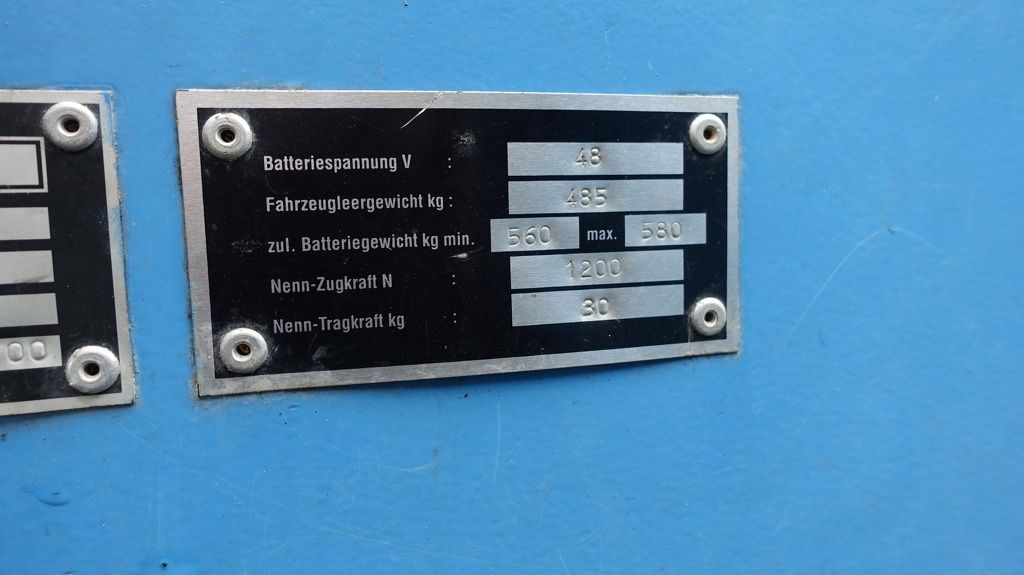 Batteriespannung V : 48
Fahrzeugleergewicht kg : 485
zul. Batteriegewicht kg min. 560 max. 580
Nenn-Zugkraft N : 1200
Nenn-Tragkraft kg : 30
00